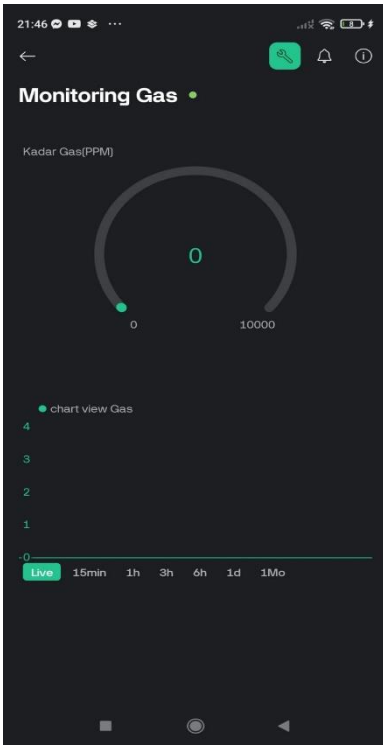 21:46
8
Monitoring Gas
Kadar Gas(PPM)
0
0 10000
chart view Gas
4
3
2
1
-0
Live 15min 1h 3h 6h 1d 1Mo